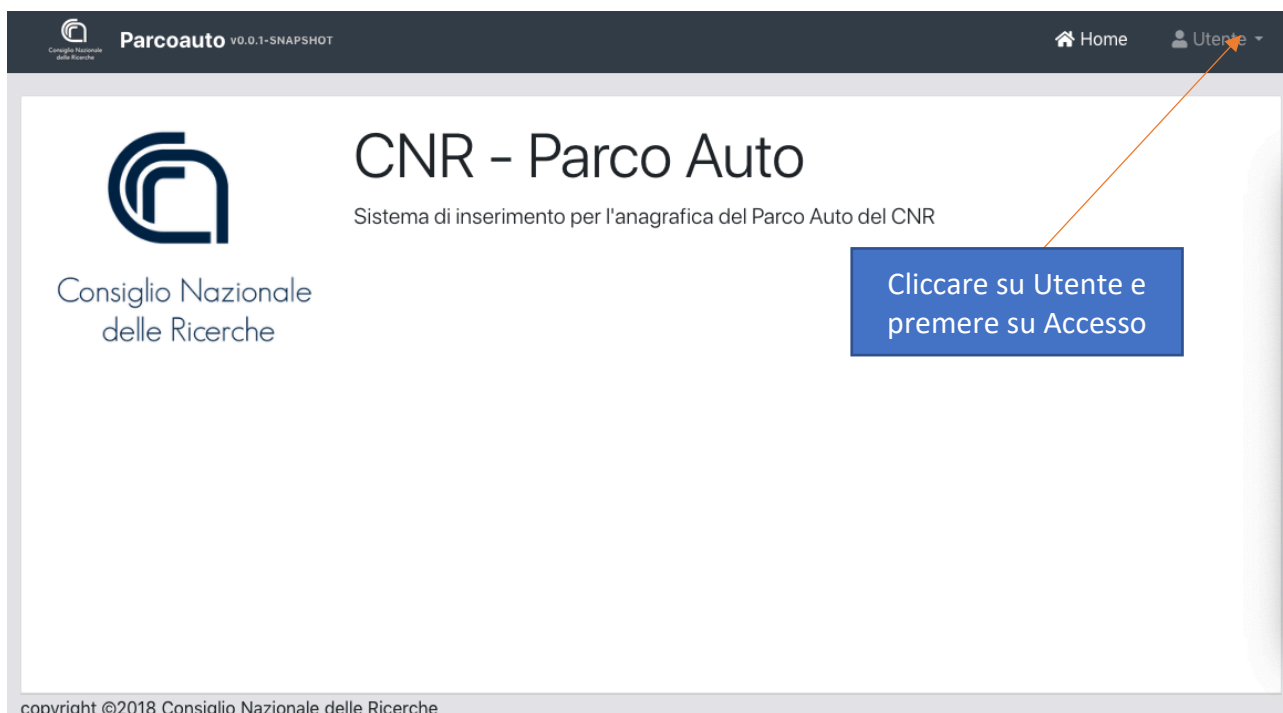 Consiglio Nazionale
delle Ricerche
Parcoauto v0.0.1-SNAPSHOT
Home
Utente
CNR - Parco Auto
Sistema di inserimento per l'anagrafica del Parco Auto del CNR
Consiglio Nazionale
delle Ricerche
Cliccare su Utente e
premere su Accesso
copyright ©2018 Consiglio Nazionale delle Ricerche